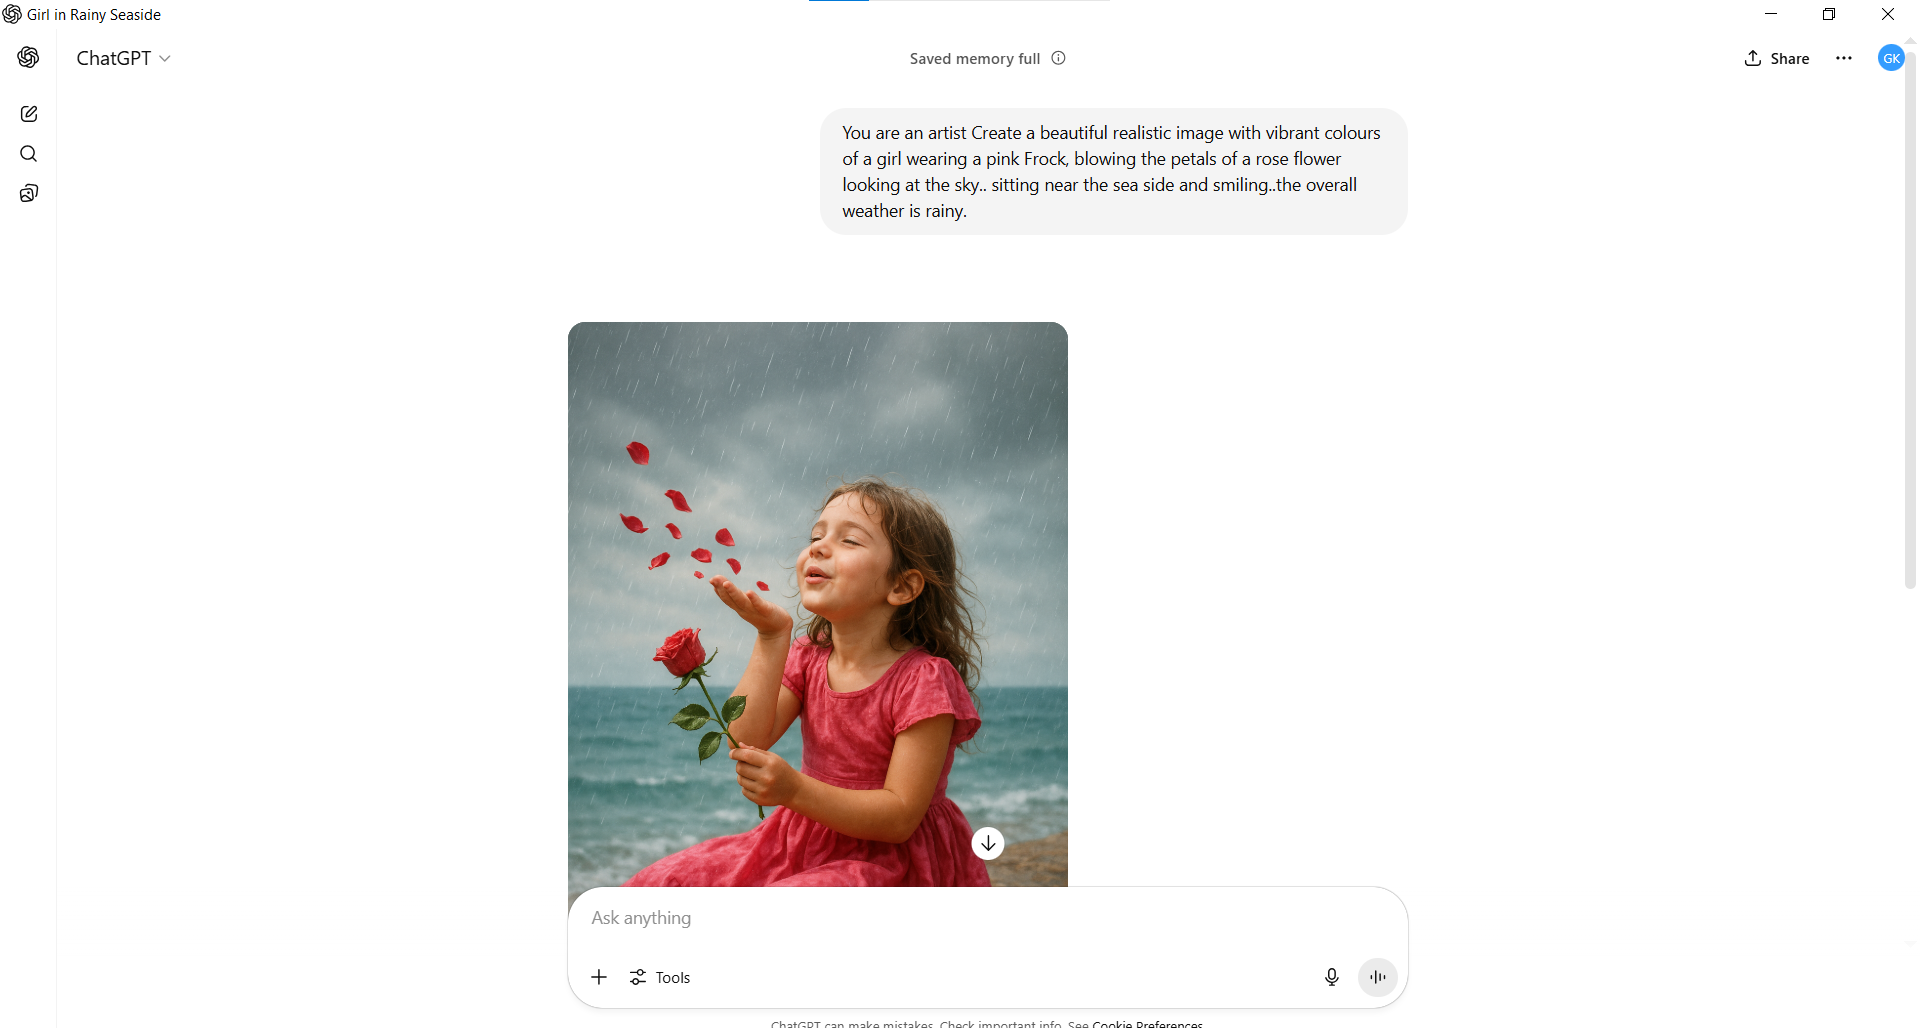 Girl in Rainy Seaside
ChatGPT
Saved memory full
Share
GK
You are an artist Create a beautiful realistic image with vibrant colours
of a girl wearing a pink Frock, blowing the petals of a rose flower
looking at the sky.. sitting near the sea side and smiling..the overall
weather is rainy.
Ask anything
Tools
ChatGPT can make mistakes. Check important info. See Cookie Preferences.